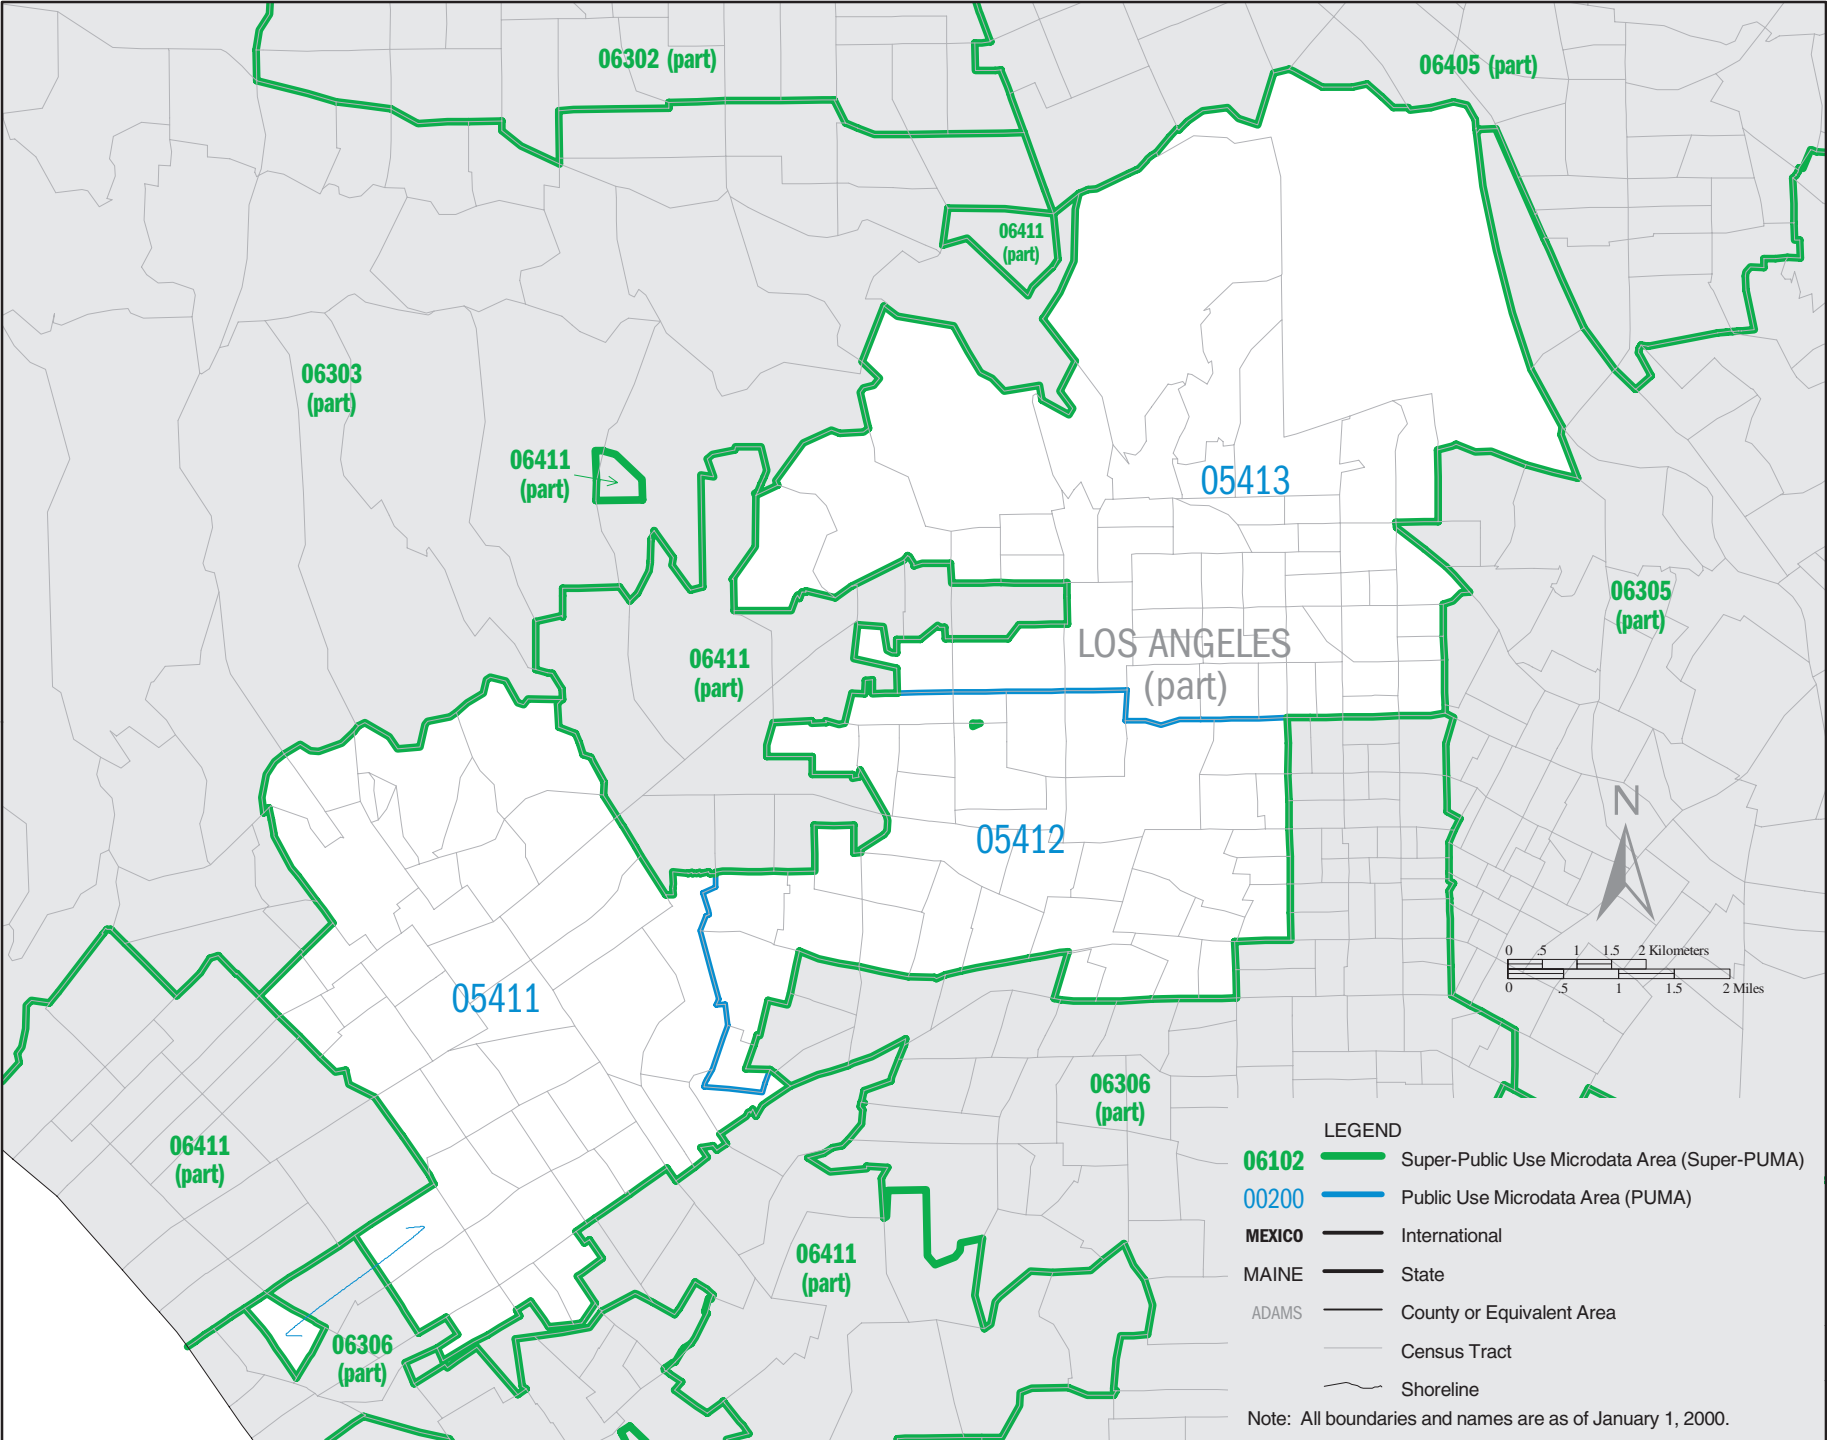 06302 (part)
06405 (part)
06411
(part)
06303
(part)
06411
(part)
05413
06305
(part)
LOS ANGELES
(part)
06411
(part)
N
05412
0 .5 1 1.5 2 Kilometers
0 .5 1 1.5 2 Miles
05411
06306
(part)
06411
(part)
06411
(part)
06306
(part)
LEGEND
06102 Super-Public Use Microdata Area (Super-PUMA)
00200 Public Use Microdata Area (PUMA)
MEXICO International
MAINE State
ADAMS County or Equivalent Area
Census Tract
Shoreline
Note: All boundaries and names are as of January 1, 2000.